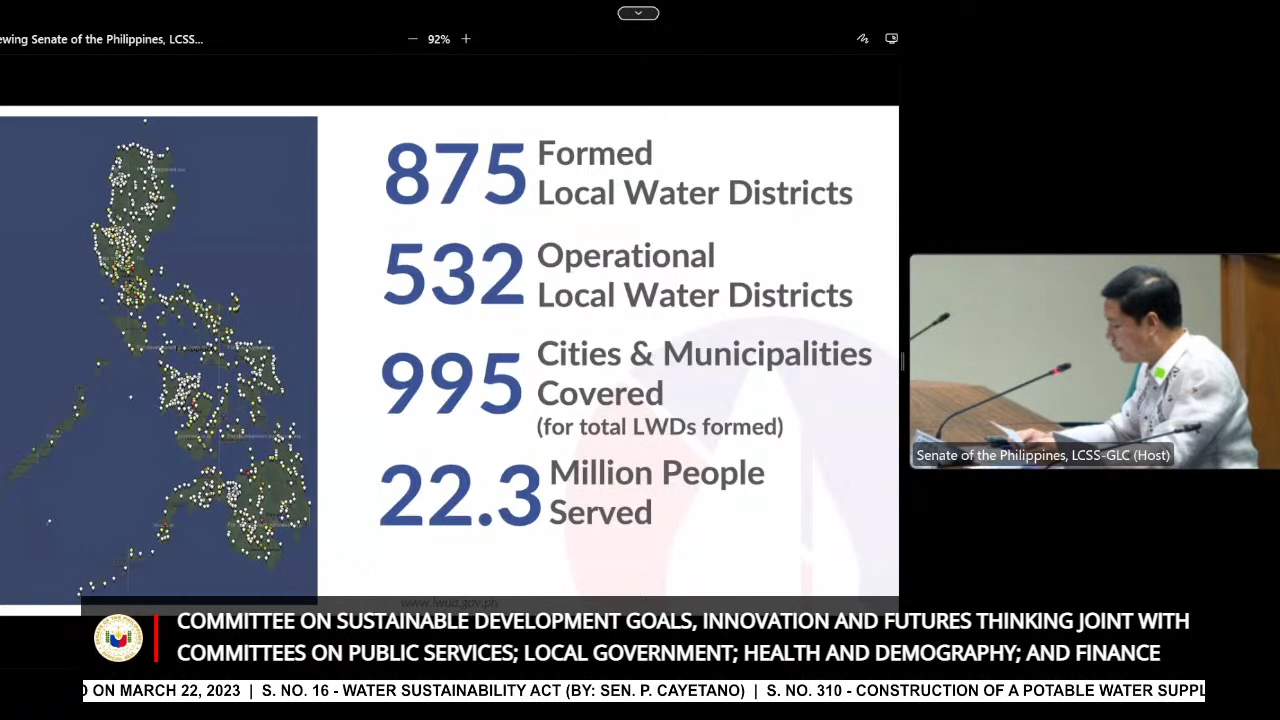 ewing Senate of the Philippines, LCSS...
92%
875 Formed
Local Water Districts
532 Operational
Local Water Districts
995 Cities & Municipalities
Covered
(for total LWDs formed)
22.3 Million People
Served
www.lwua.gov.ph
Senate of the Philippines, LCSS-GLC (Host)
COMMITTEE ON SUSTAINABLE DEVELOPMENT GOALS, INNOVATION AND FUTURES THINKING JOINT WITH
COMMITTEES ON PUBLIC SERVICES; LOCAL GOVERNMENT; HEALTH AND DEMOGRAPHY; AND FINANCE
D ON MARCH 22, 2023 | S. NO. 16 - WATER SUSTAINABILITY ACT (BY: SEN. P. CAYETANO) | S. NO. 310 - CONSTRUCTION OF A POTABLE WATER SUPPL